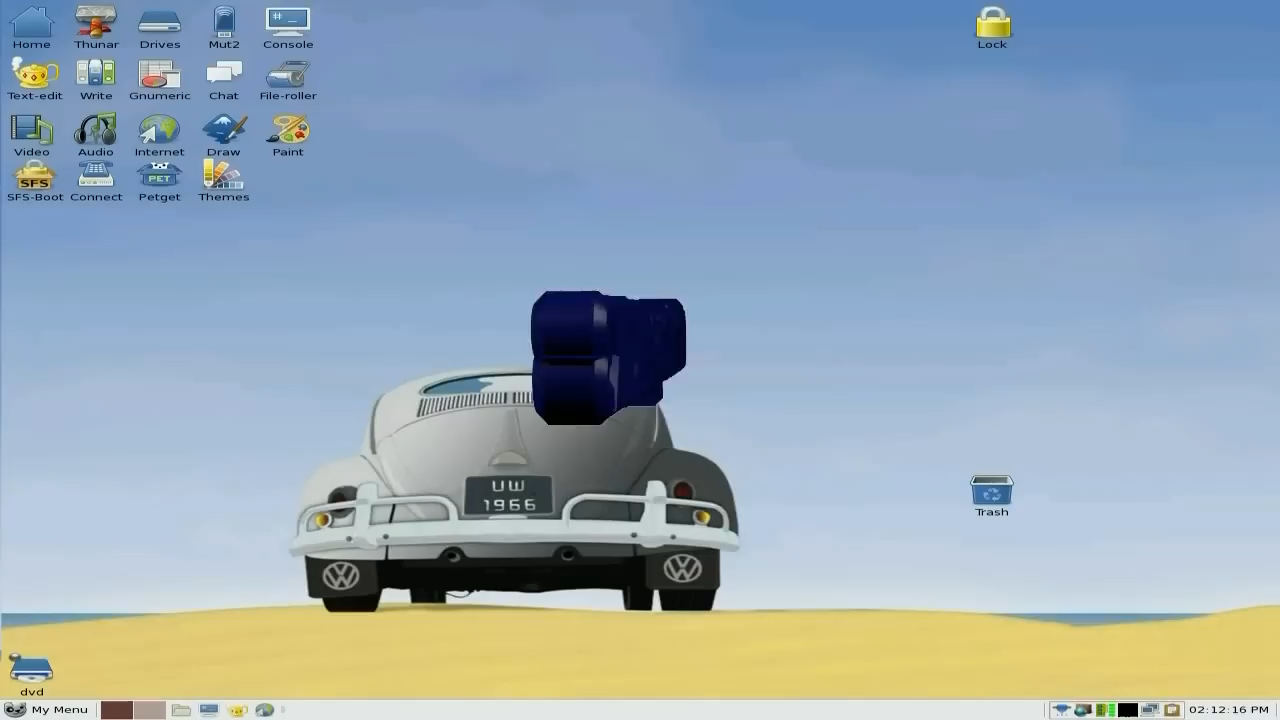 Home Thunar Drives Mut2 Console Lock
Text-edit Write Gnumeric Chat File-roller
Video Audio Internet Draw Paint
SFS
PET
SFS-Boot Connect Petget Themes
UW
1966
Trash
dvd
My Menu 02:12:16 PM